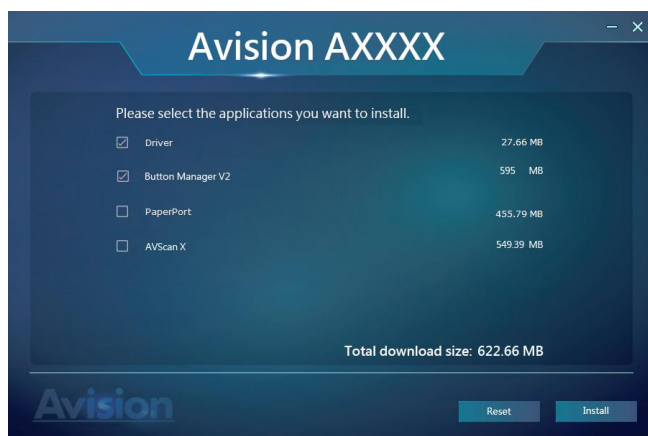 Avision AXXXX
Please select the applications you want to install.
Driver 27.66 MB
Button Manager V2 595 MB
PaperPort 455.79 MB
AVScan X 549.39 MB
Total download size: 622.66 MB
Avision
Reset Install